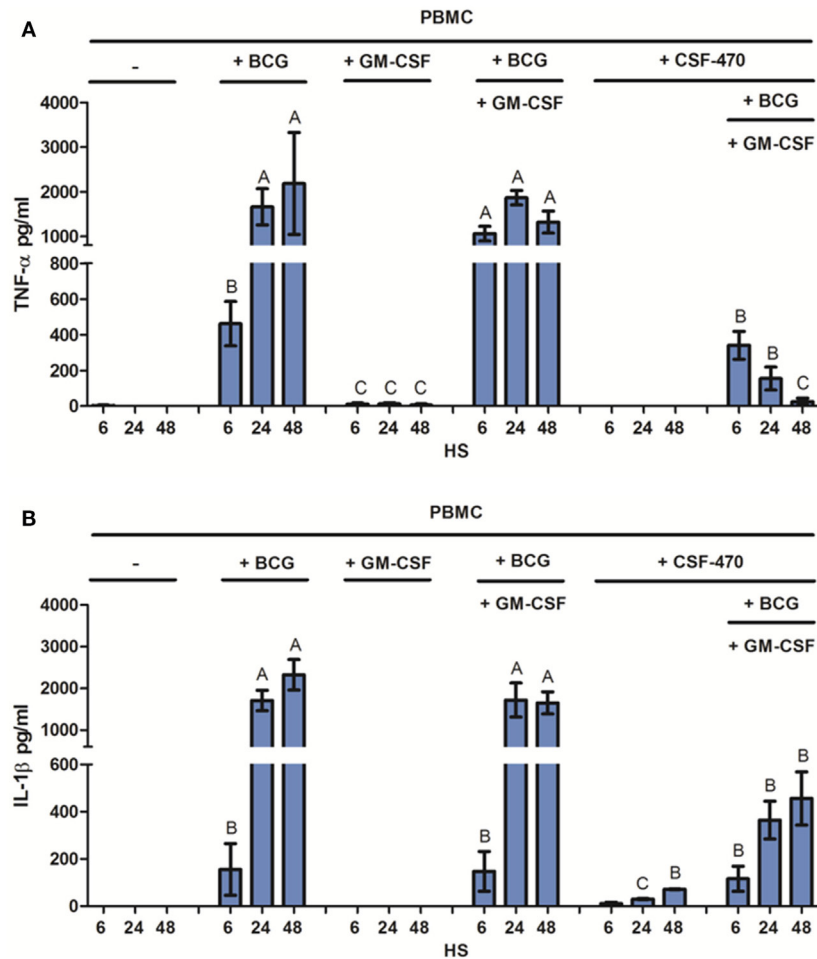 PBMC
A
- + BCG + GM-CSF + BCG + CSF-470
+ GM-CSF + BCG
+ GM-CSF
TNF-α pg/ml
4000
3000
2000
1000
800
600
400
200
0
B A A C C C A A A B B C
6 24 48 6 24 48 6 24 48 6 24 48 6 24 48 6 24 48
HS
B
PBMC
- + BCG + GM-CSF + BCG + CSF-470
+ GM-CSF + BCG
+ GM-CSF
IL-1β pg/ml
4000
3000
2000
1000
600
400
200
0
B A A B A A C B B B B
6 24 48 6 24 48 6 24 48 6 24 48 6 24 48 6 24 48
HS